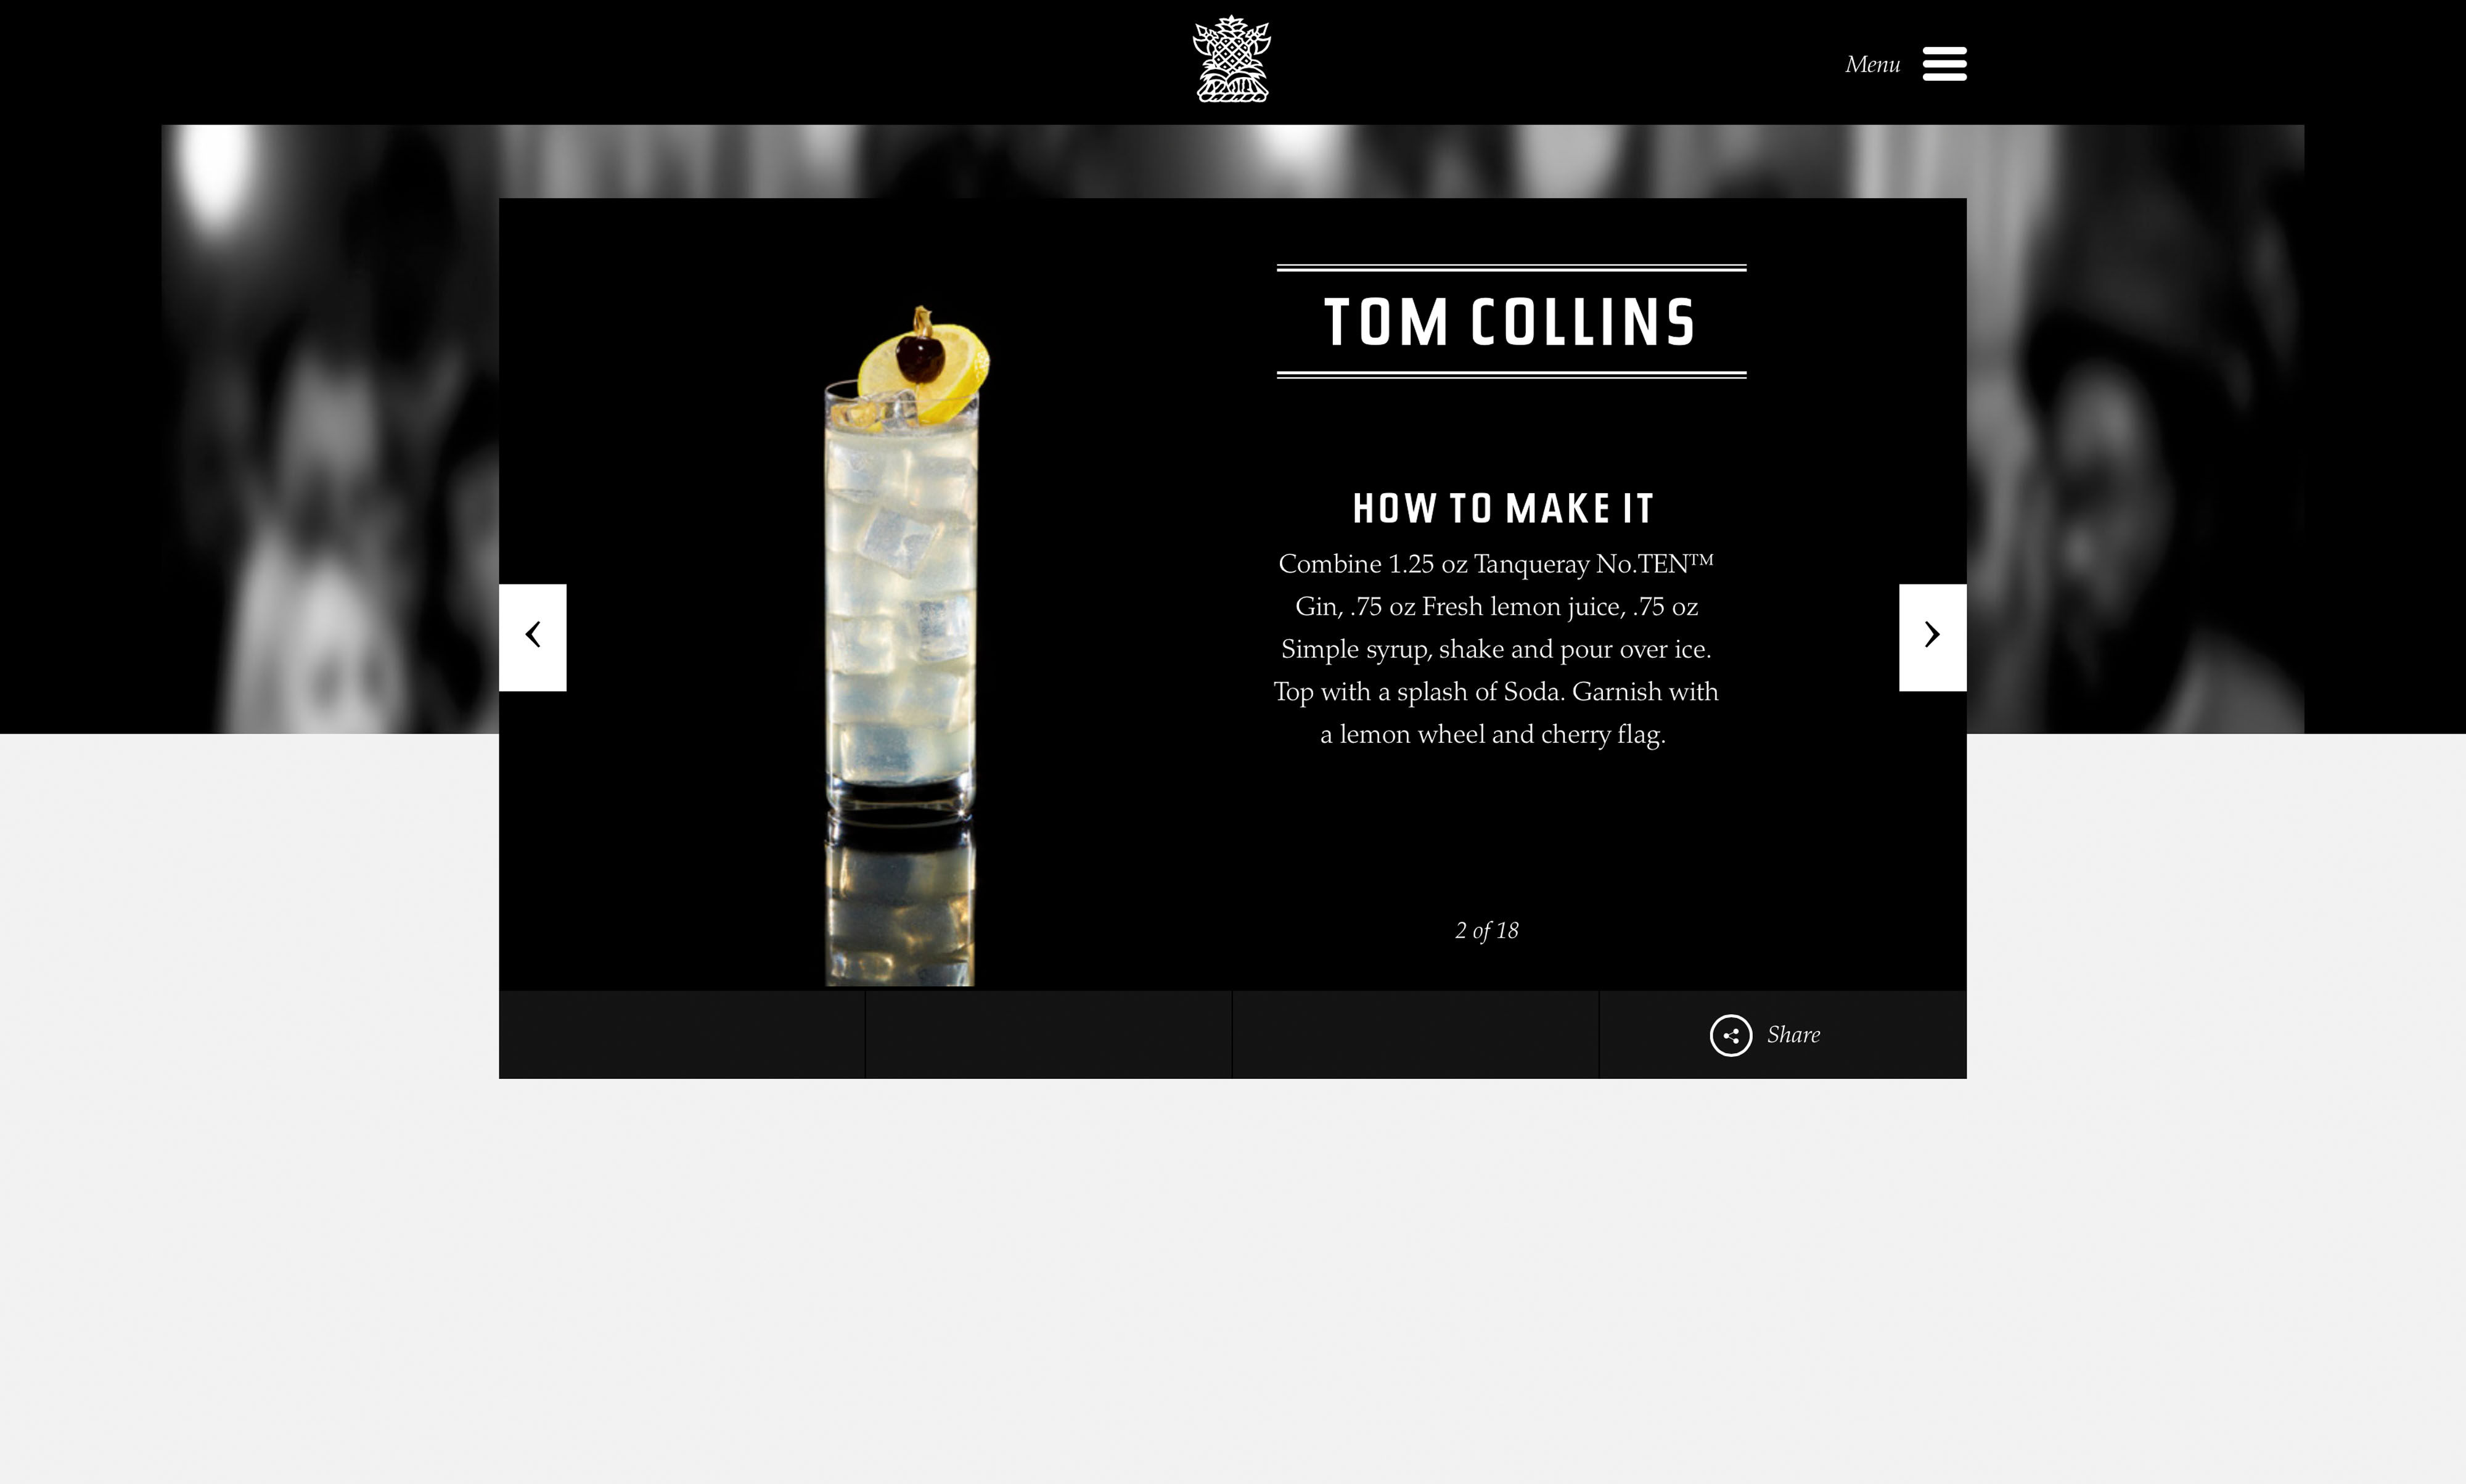 Menu
TOM COLLINS
HOW TO MAKE IT
Combine 1.25 oz Tanqueray No.TEN™
Gin, .75 oz Fresh lemon juice, .75 oz
Simple syrup, shake and pour over ice.
Top with a splash of Soda. Garnish with
a lemon wheel and cherry flag.
2 of 18
Share